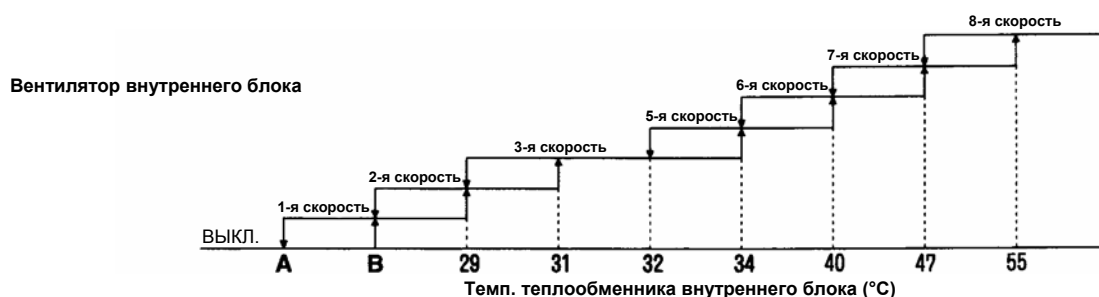 8-я скорость
7-я скорость
Вентилятор внутреннего блока
6-я скорость
5-я скорость
3-я скорость
2-я скорость
1-я скорость
ВЫКЛ.
A B 29 31 32 34 40 47 55
Темп. теплообменника внутреннего блока (°C)